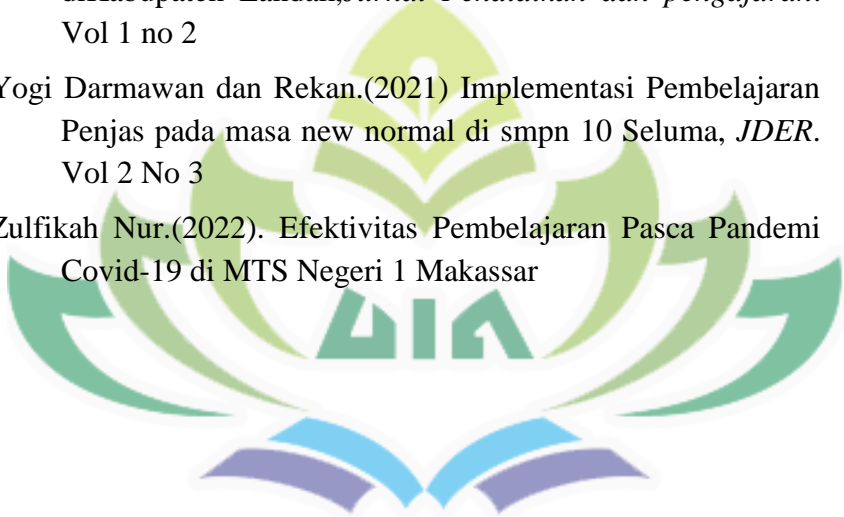 diKabupaten Landak,Jurnal Pendidikan dan pengajaran.
Vol 1 no 2
Yogi Darmawan dan Rekan.(2021) Implementasi Pembelajaran
Penjas pada masa new normal di smpn 10 Seluma, JDER.
Vol 2 No 3
Zulfikah Nur.(2022). Efektivitas Pembelajaran Pasca Pandemi
Covid-19 di MTS Negeri 1 Makassar
UIN